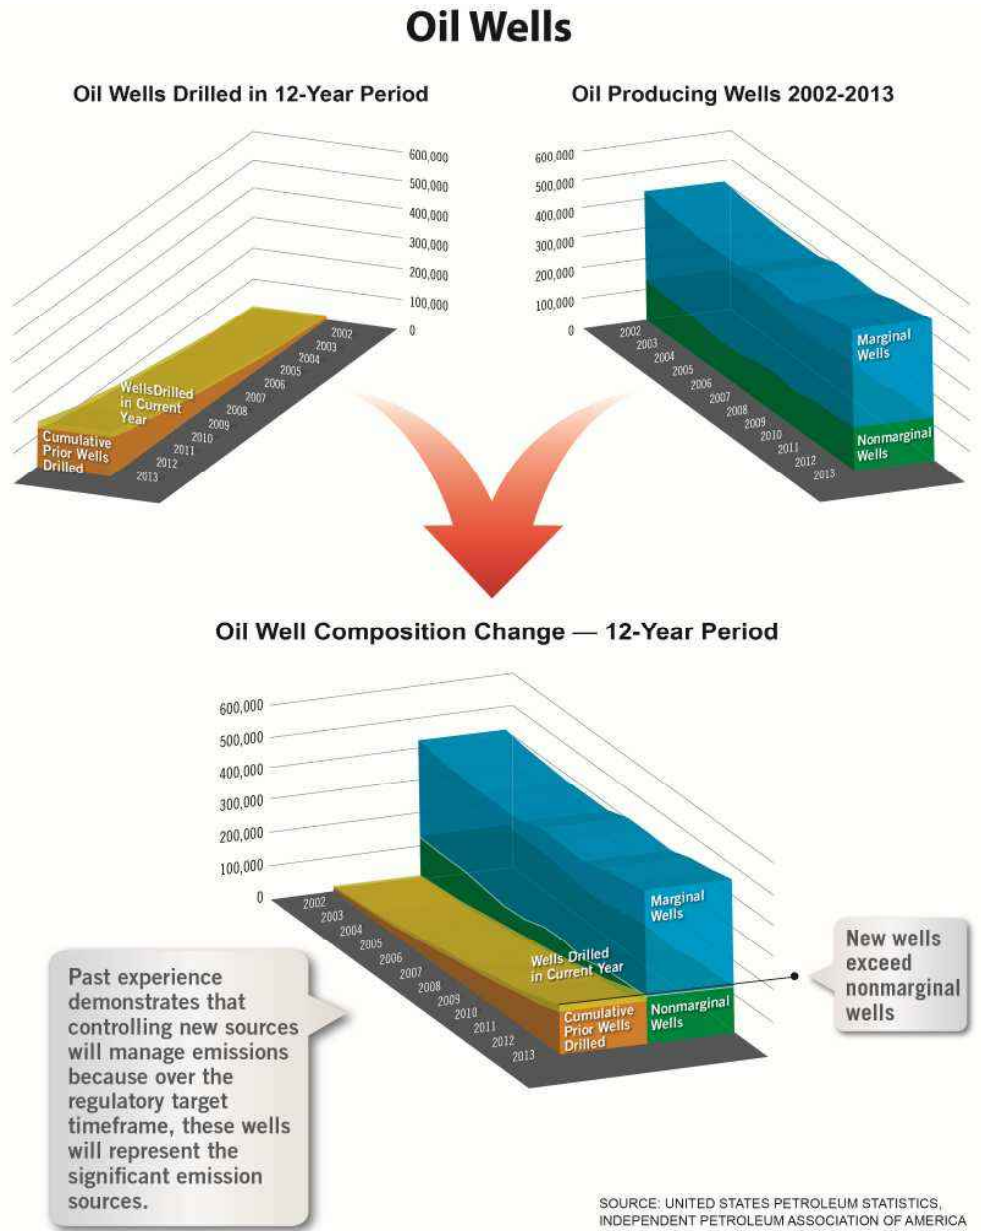 Oil Wells
Oil Wells Drilled in 12-Year Period
600,000
500,000
400,000
300,000
200,000
100,000
0
2002
2003
2004
2005
2006
2007
2008
2009
2010
2011
2012
2013
WellsDrilled
in Current
Year
Cumulative
Prior Wells
Drilled
Oil Producing Wells 2002-2013
600,000
500,000
400,000
300,000
200,000
100,000
0
2002
2003
2004
2005
2006
2007
2008
2009
2010
2011
2012
2013
Marginal
Wells
Nonmarginal
Wells
Oil Well Composition Change — 12-Year Period
600,000
500,000
400,000
300,000
200,000
100,000
0
2002
2003
2004
2005
2006
2007
2008
2009
2010
2011
2012
2013
Marginal
Wells
Wells Drilled
in Current Year
Cumulative
Prior Wells
Drilled
Nonmarginal
Wells
New wells
exceed
nonmarginal
wells
Past experience
demonstrates that
controlling new sources
will manage emissions
because over the
regulatory target
timeframe, these wells
will represent the
significant emission
sources.
SOURCE: UNITED STATES PETROLEUM STATISTICS,
INDEPENDENT PETROLEUM ASSOCIATION OF AMERICA